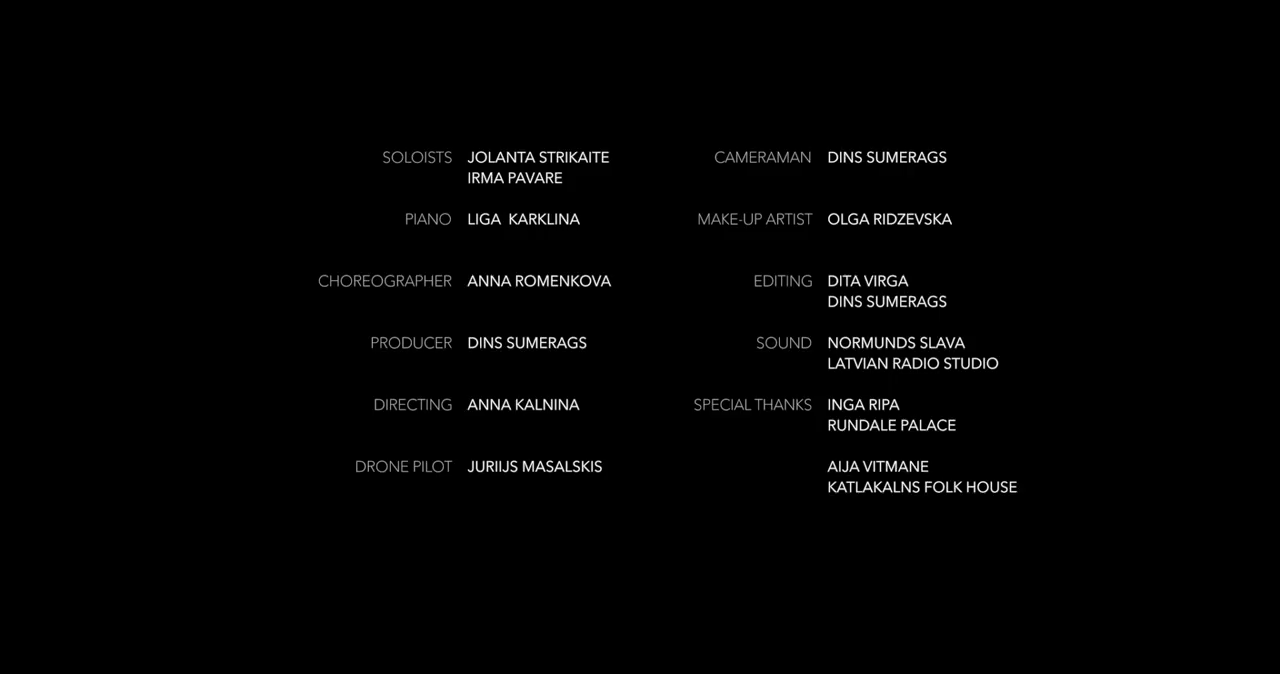 SOLOISTS JOLANTA STRIKAITE
IRMA PAVARE
PIANO LIGA KARKLINA
CHOREOGRAPHER ANNA ROMENKOVA
PRODUCER DINS SUMERAGS
DIRECTING ANNA KALNINA
DRONE PILOT JURIIJS MASALSKIS
CAMERAMAN DINS SUMERAGS
MAKE-UP ARTIST OLGA RIDZEVSKA
EDITING DITA VIRGA
DINS SUMERAGS
SOUND NORMUNDS SLAVA
LATVIAN RADIO STUDIO
SPECIAL THANKS INGA RIPA
RUNDALE PALACE
AIJA VITMANE
KATLAKALNS FOLK HOUSE